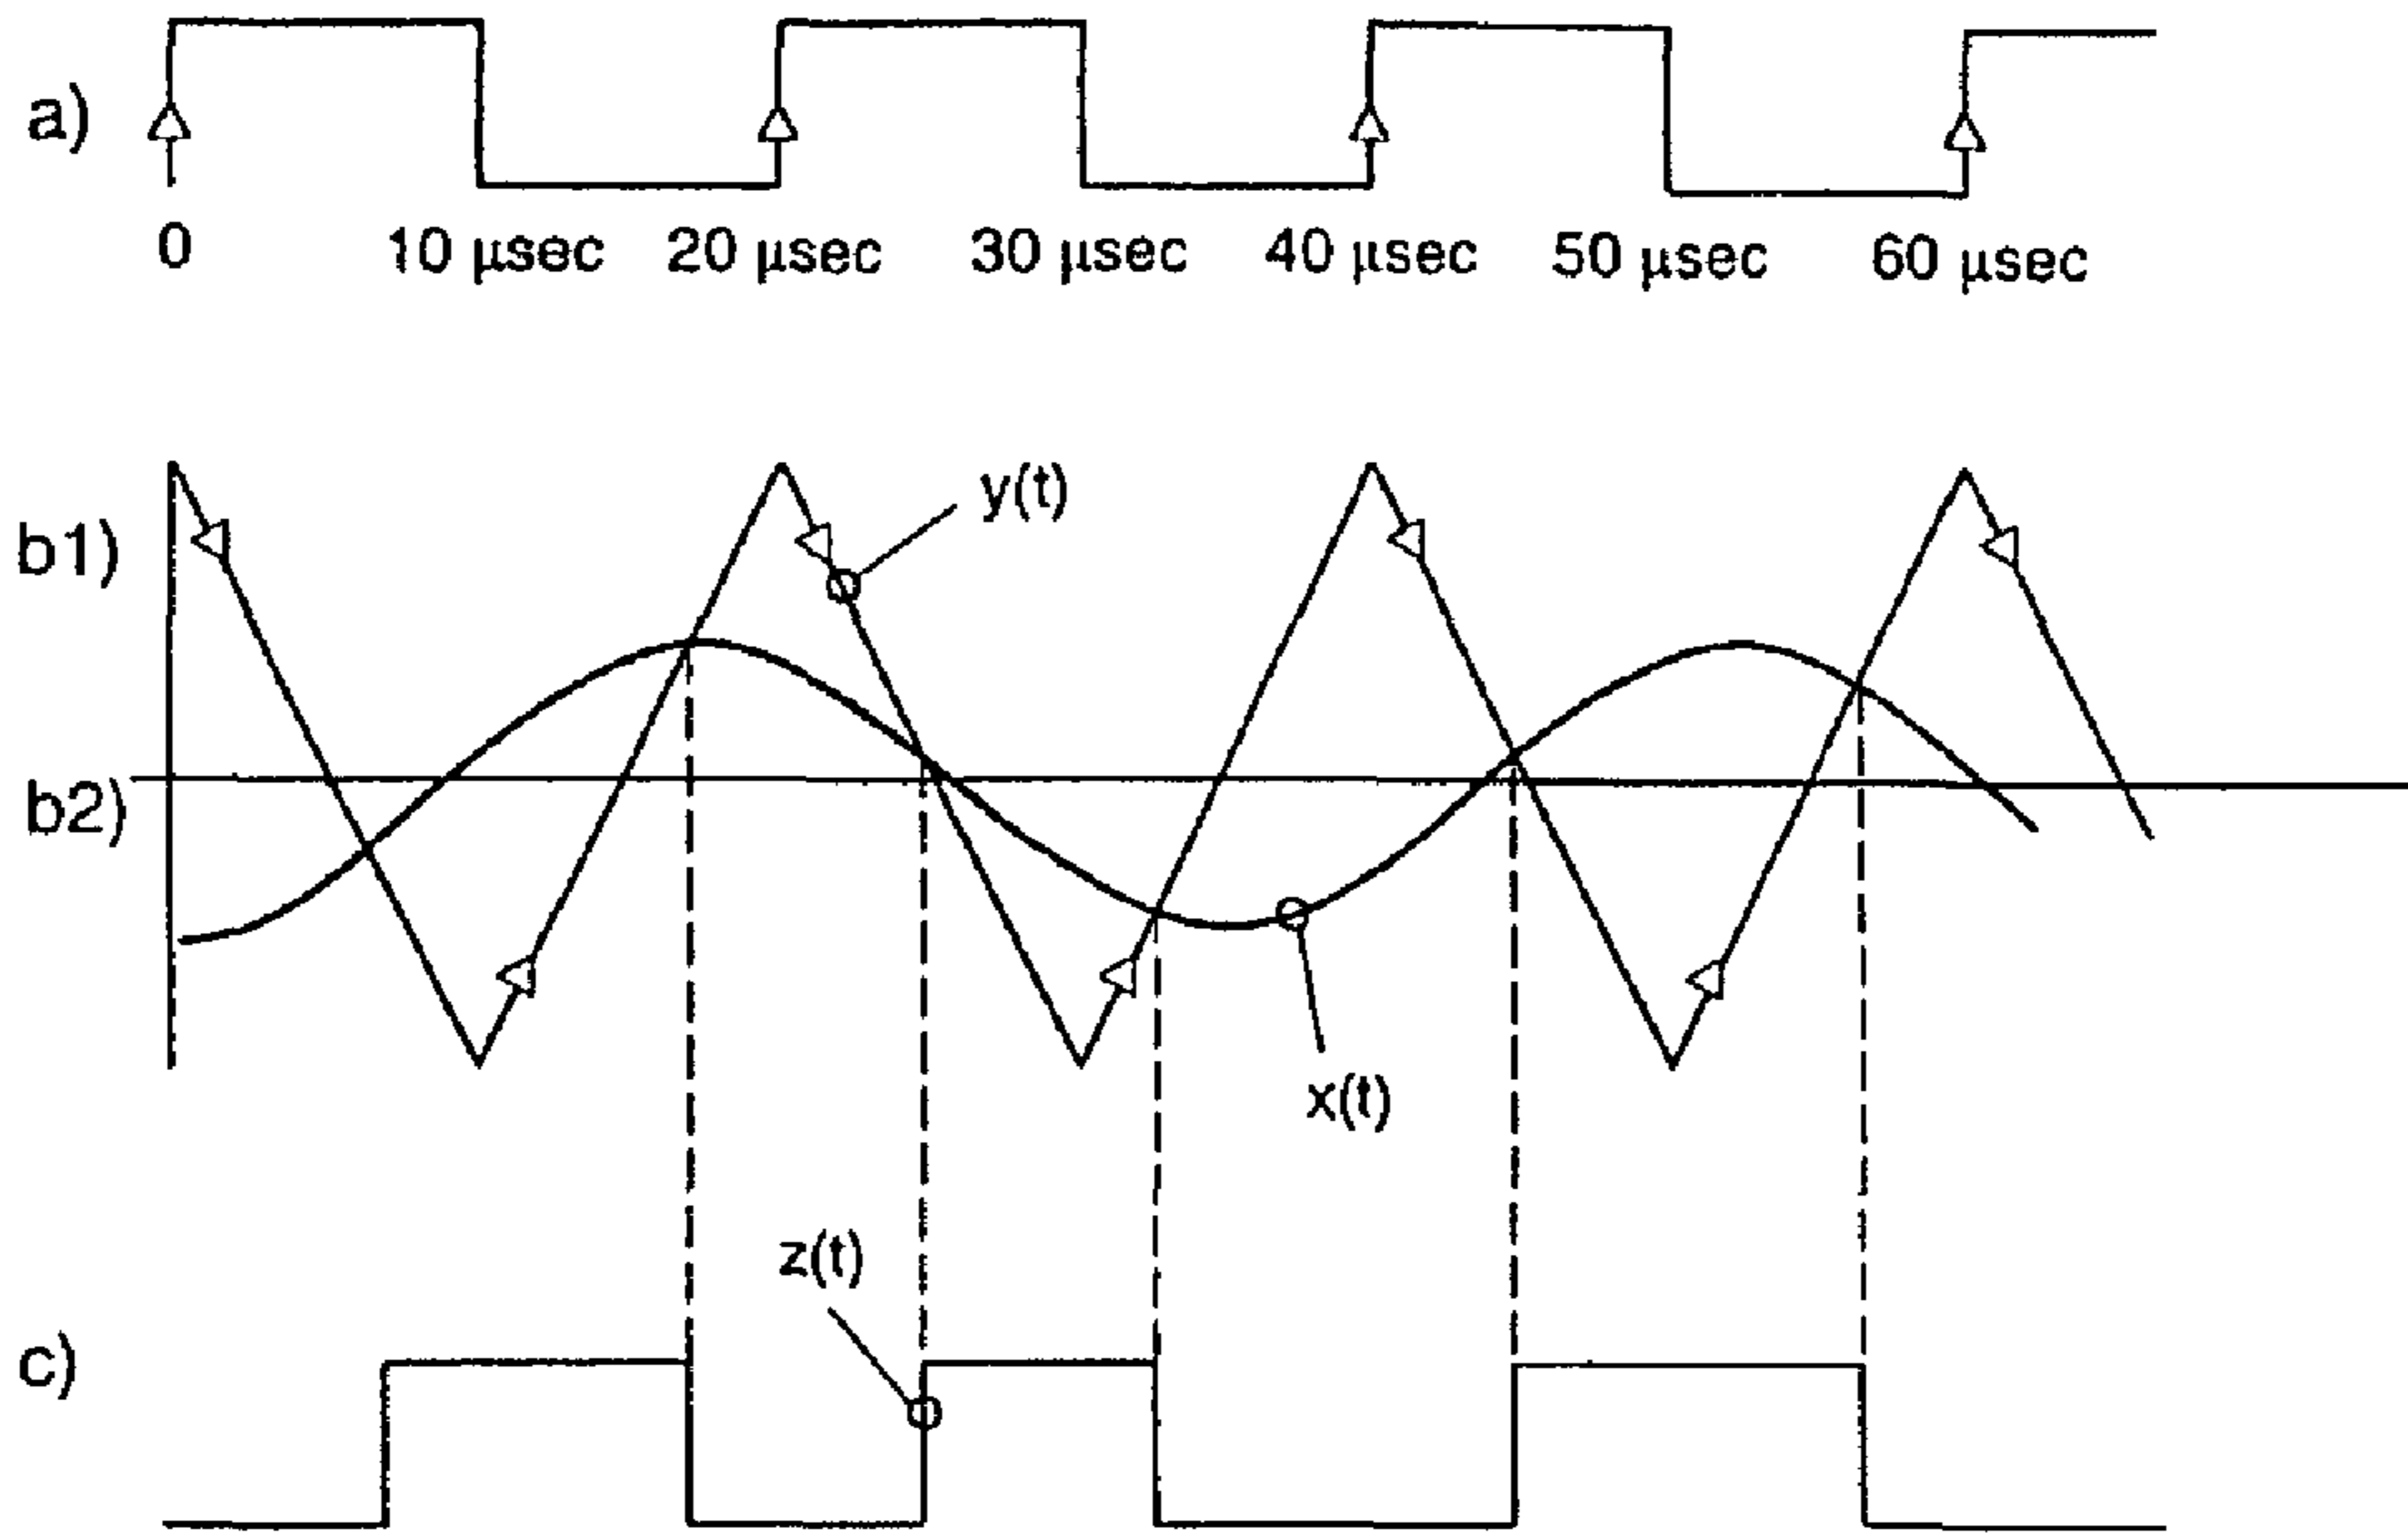 a)
0 10 μsec 20 μsec 30 μsec 40 μsec 50 μsec 60 μsec
y(t)
b1)
b2)
x(t)
z(t)
c)